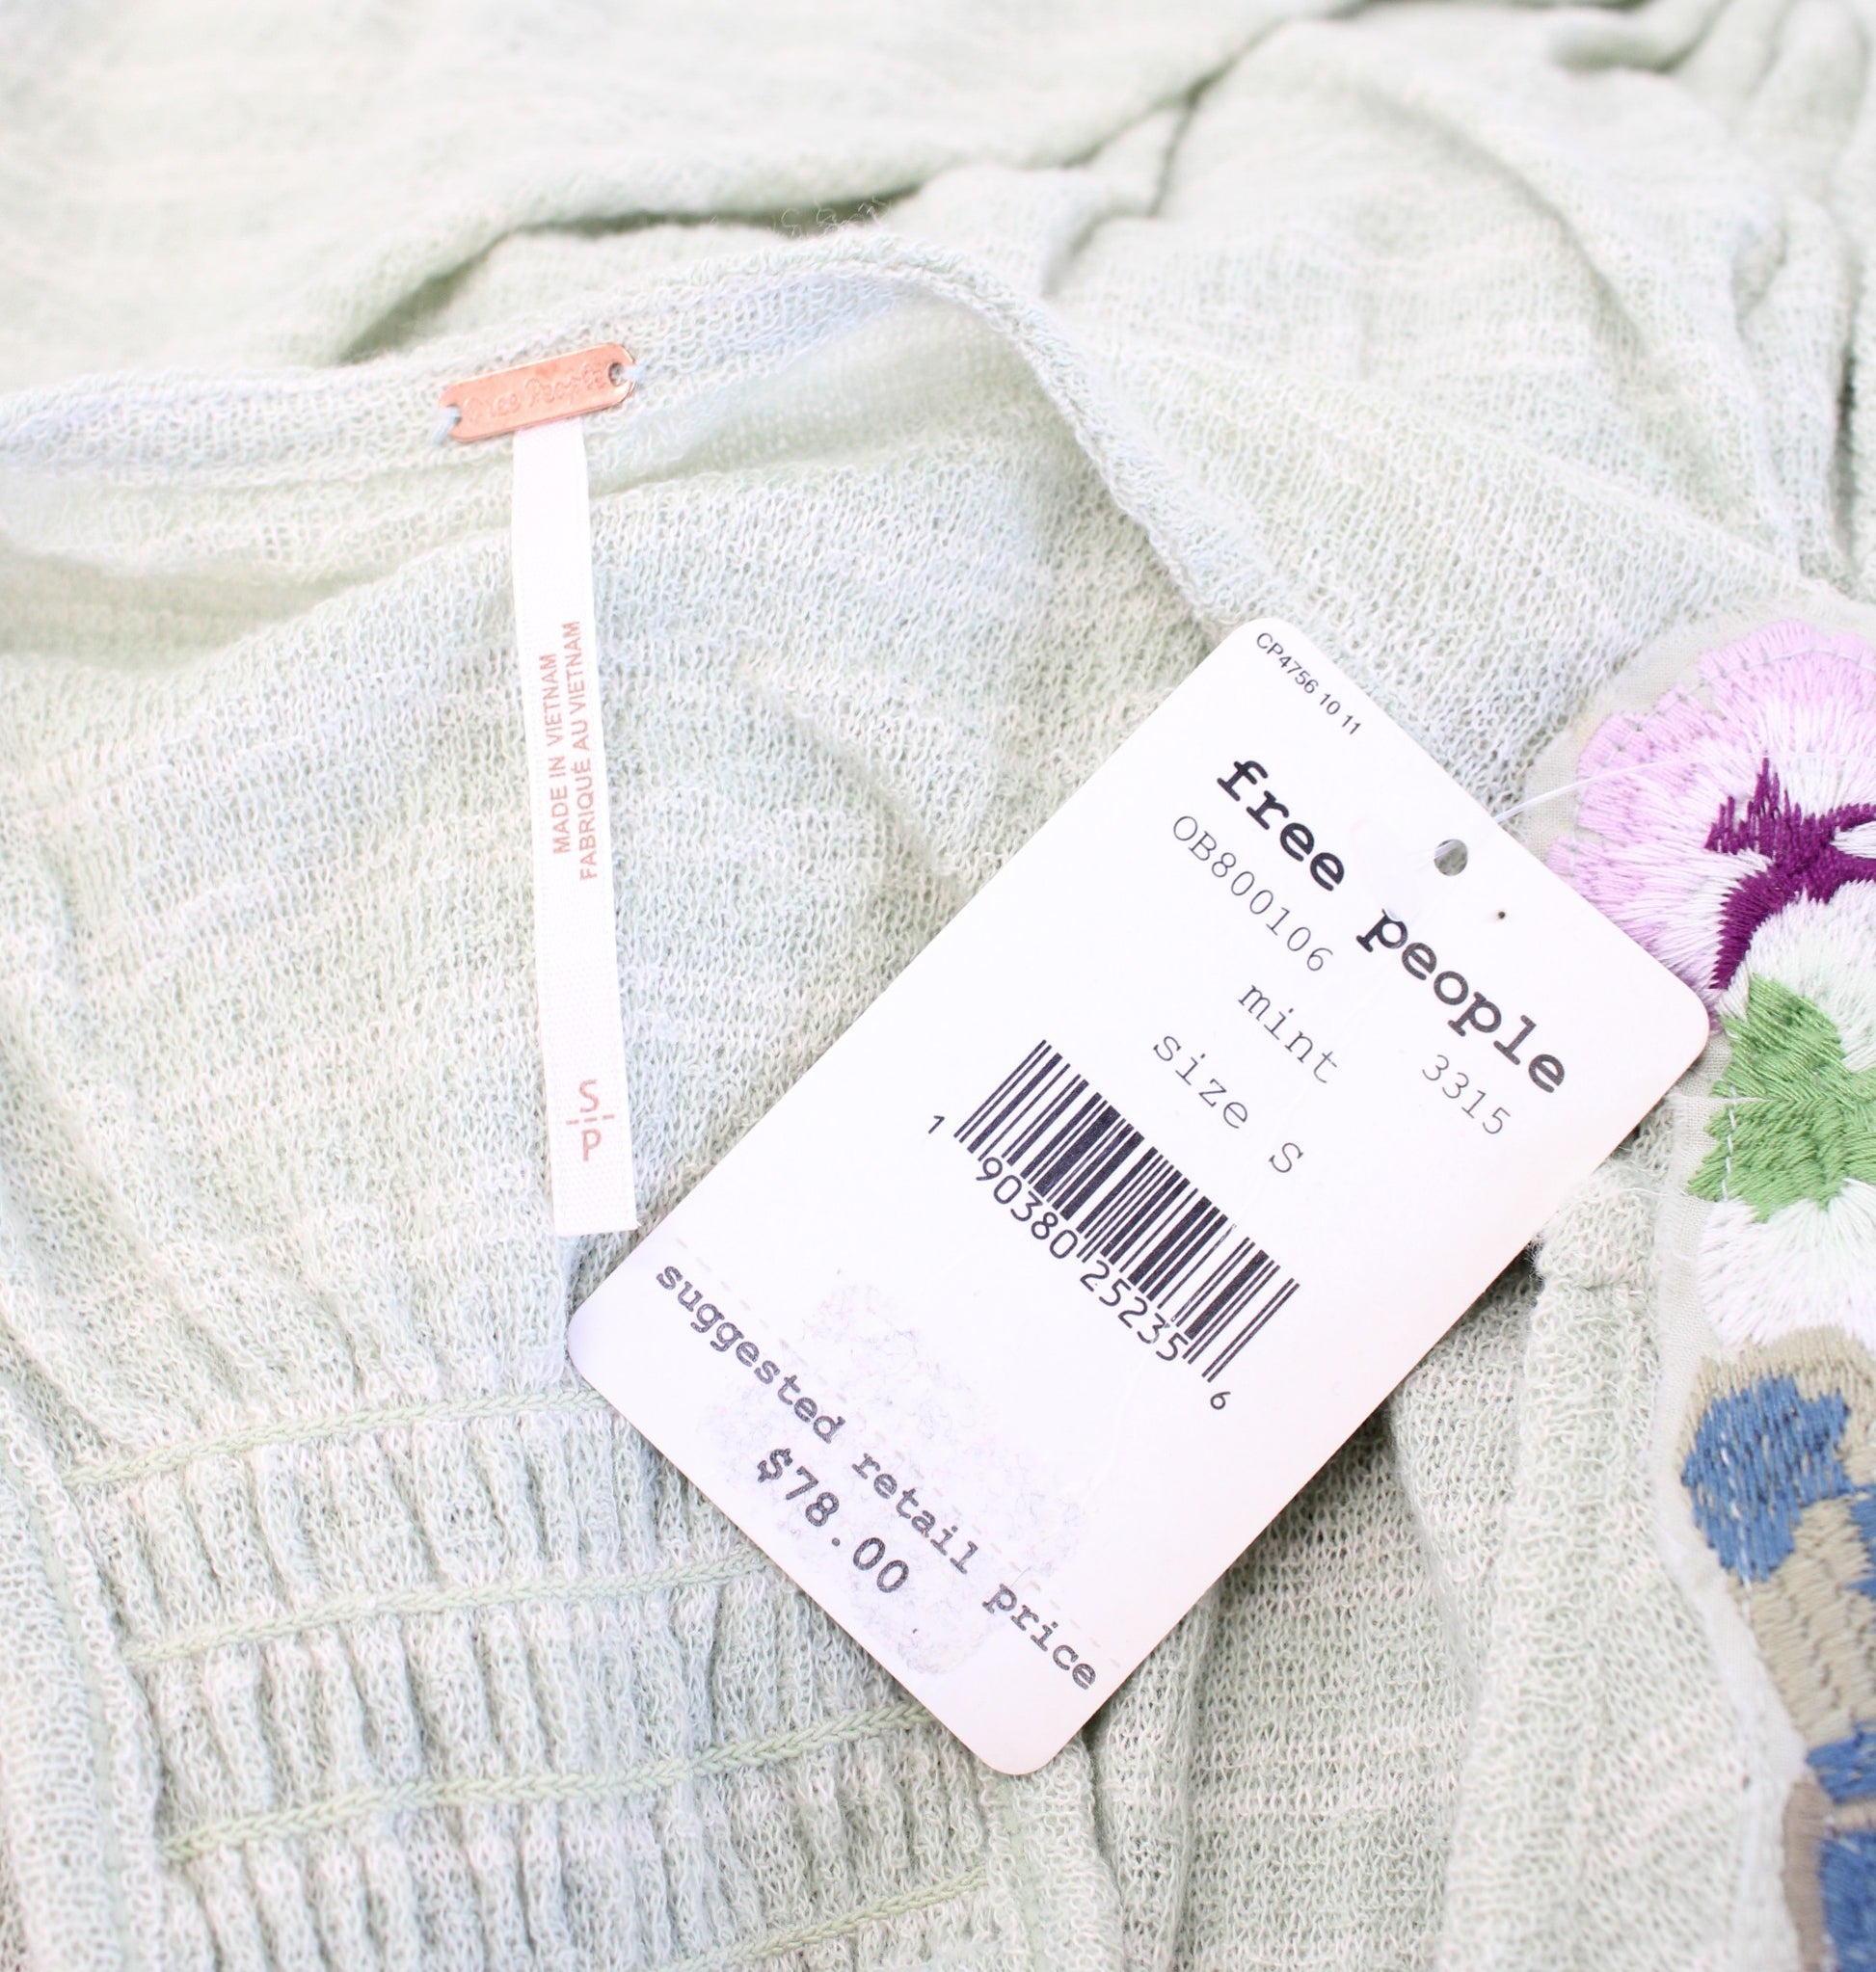 Free People
MADE IN VIETNAM
FABRIQUÉ AU VIETNAM
S
P
CP4756 10 11
free people
OB800106 3315
mint
size S
1 90380 25235 6
suggested retail price
$78.00